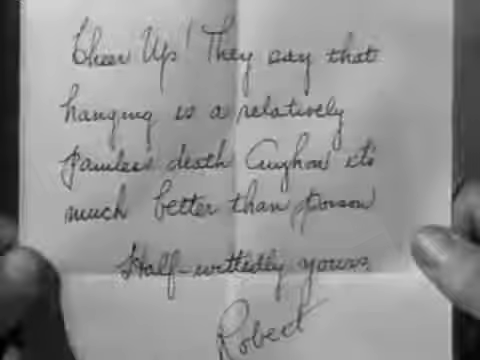 Cheer Up! They say that
hanging is a relatively
painless death Anyhow it's
much better than poison
Half-wittedly yours,
Robert